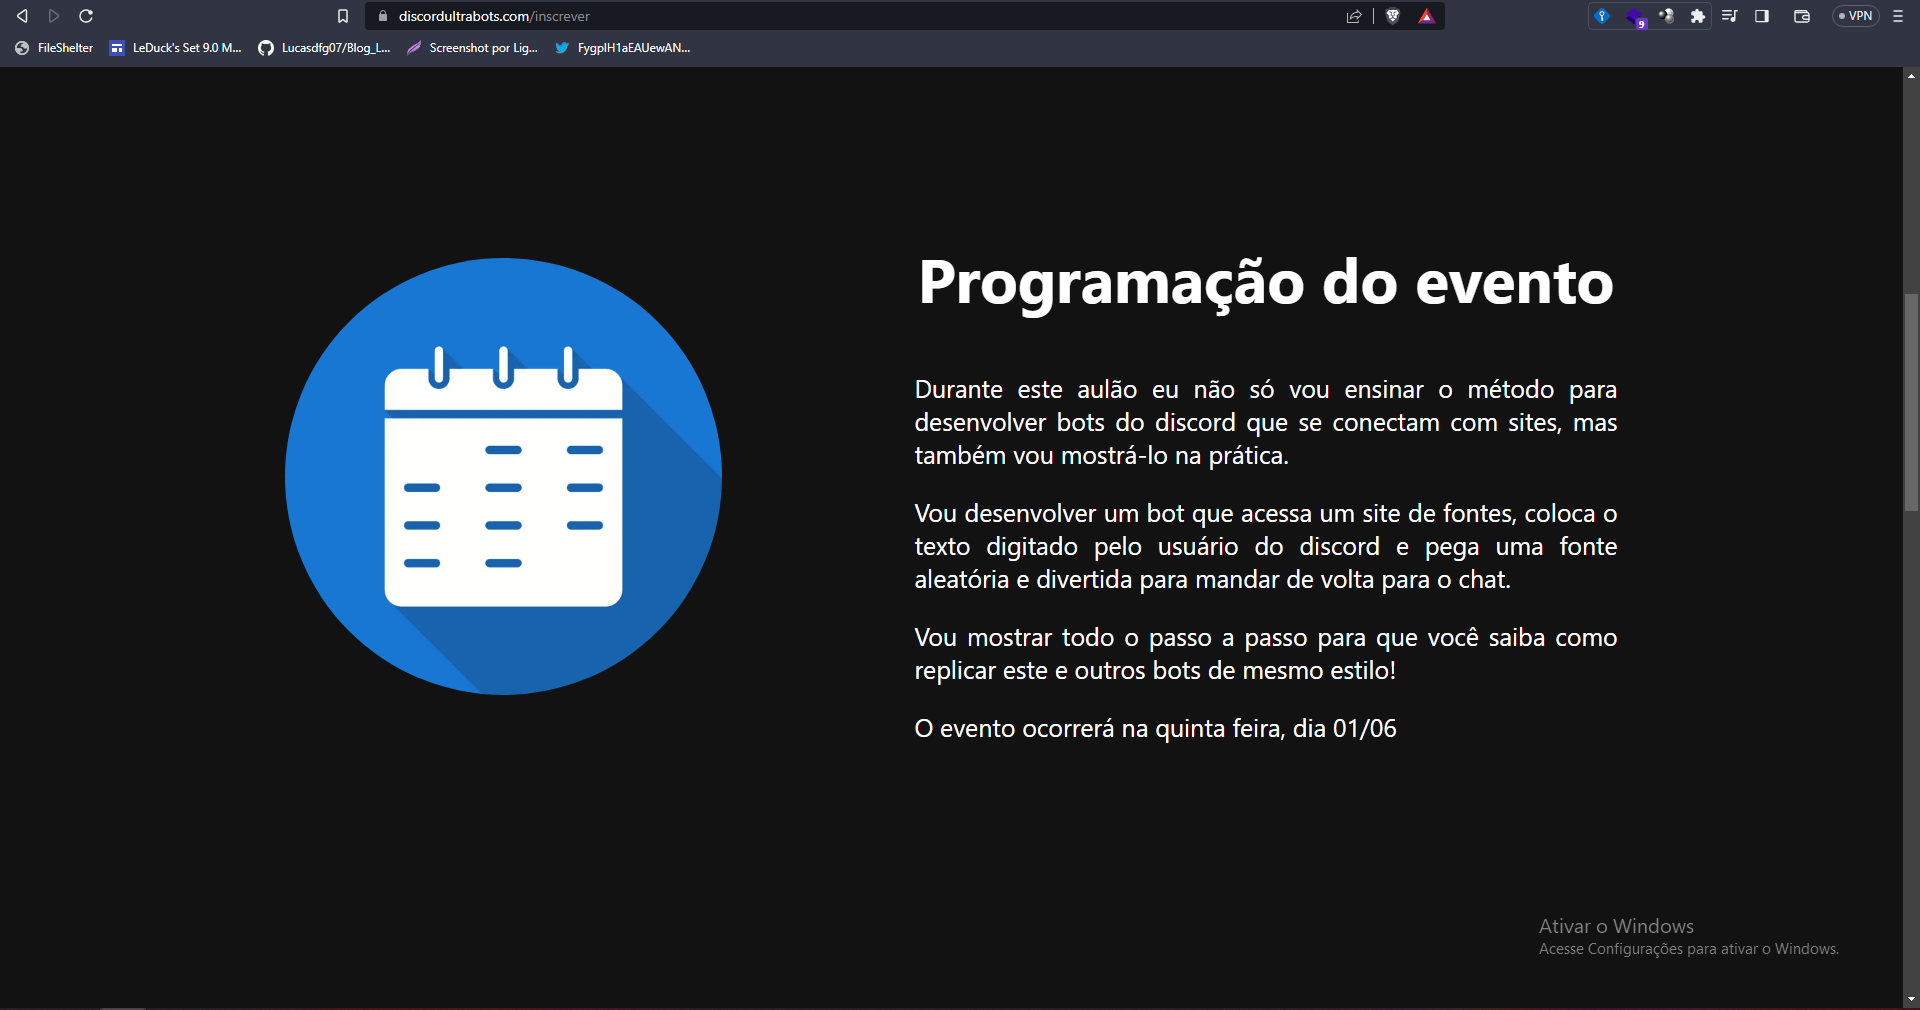 discordultrabots.com/inscrever
9
VPN
FileShelter
LeDuck's Set 9.0 M...
Lucasdfg07/Blog_L...
Screenshot por Lig...
FygpIH1aEAUewAN...
Programação do evento
Durante este aulão eu não só vou ensinar o método para
desenvolver bots do discord que se conectam com sites, mas
também vou mostrá-lo na prática.
Vou desenvolver um bot que acessa um site de fontes, coloca o
texto digitado pelo usuário do discord e pega uma fonte
aleatória e divertida para mandar de volta para o chat.
Vou mostrar todo o passo a passo para que você saiba como
replicar este e outros bots de mesmo estilo!
O evento ocorrerá na quinta feira, dia 01/06
Ativar o Windows
Acesse Configurações para ativar o Windows.